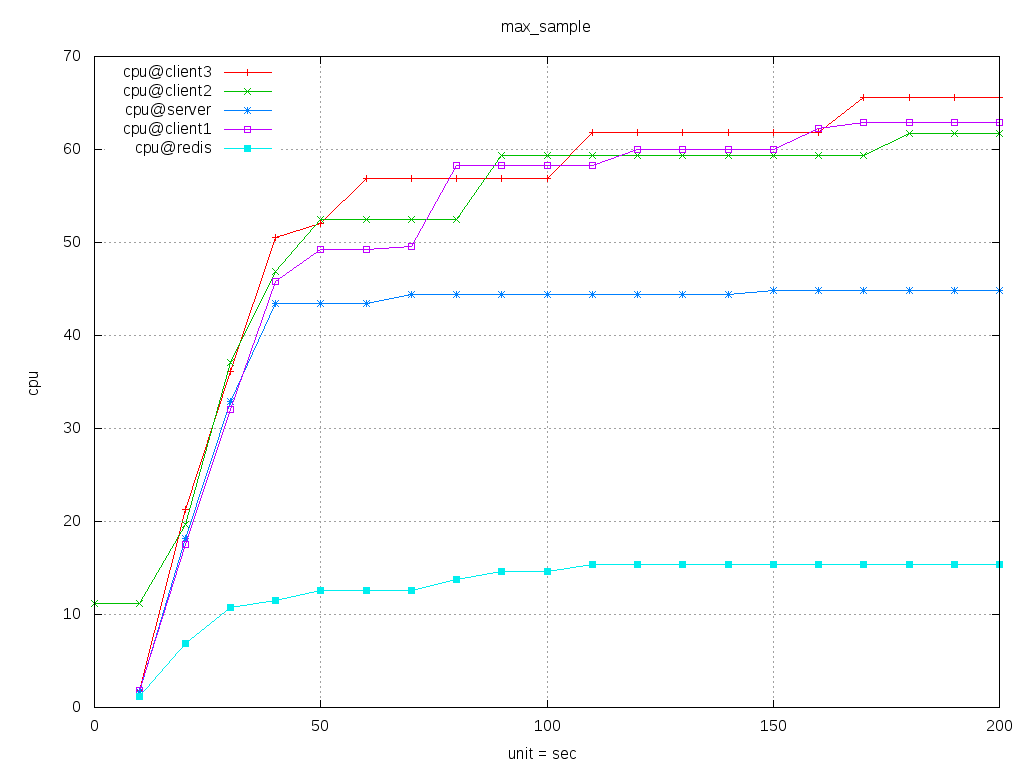 max_sample
70
60
50
40
30
20
10
0
cpu
cpu@client3
cpu@client2
cpu@server
cpu@client1
cpu@redis
0 50 100 150 200
unit = sec